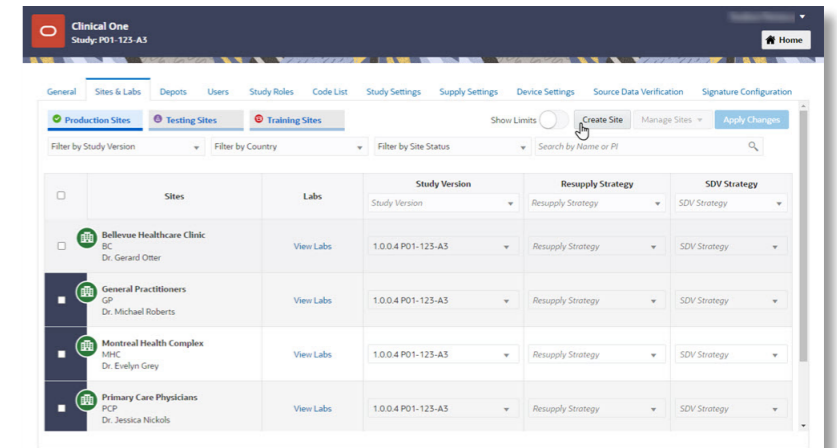 Clinical One
Study: P01-123-A3
Home
General Sites & Labs Depots Users Study Roles Code List Study Settings Supply Settings Device Settings Source Data Verification Signature Configuration
Production Sites Testing Sites Training Sites Show Limits Create Site Manage Sites Apply Changes
Filter by Study Version Filter by Country Filter by Site Status Search by Name or PI
Sites Labs Study Version Resupply Strategy SDV Strategy
Study Version Resupply Strategy SDV Strategy
Bellevue Healthcare Clinic
BC View Labs 1.0.0.4 P01-123-A3 Resupply Strategy SDV Strategy
Dr. Gerard Otter
General Practitioners
GP View Labs 1.0.0.4 P01-123-A3 Resupply Strategy SDV Strategy
Dr. Michael Roberts
Montreal Health Complex
MHC View Labs 1.0.0.4 P01-123-A3 Resupply Strategy SDV Strategy
Dr. Evelyn Grey
Primary Care Physicians
PCP View Labs 1.0.0.4 P01-123-A3 Resupply Strategy SDV Strategy
Dr. Jessica Nickols